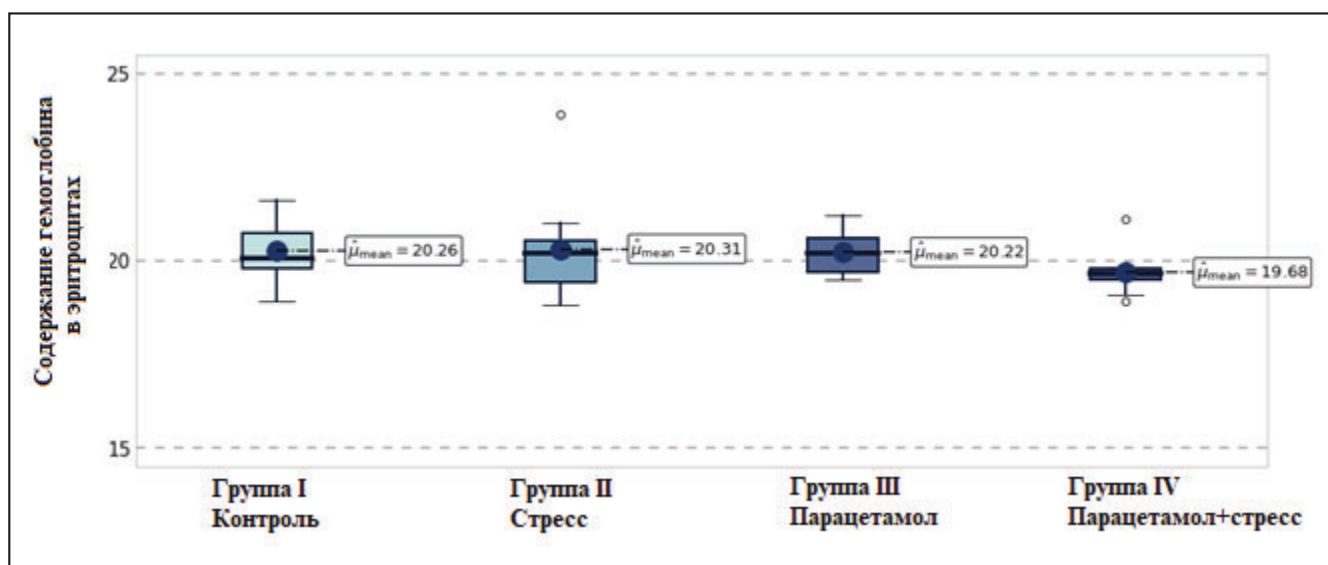 Содержание гемоглобина
в эритроцитах
25
20
15
μ̂mean = 20.26
μ̂mean = 20.31
μ̂mean = 20.22
μ̂mean = 19.68
Группа I
Контроль
Группа II
Стресс
Группа III
Парацетамол
Группа IV
Парацетамол+стресс